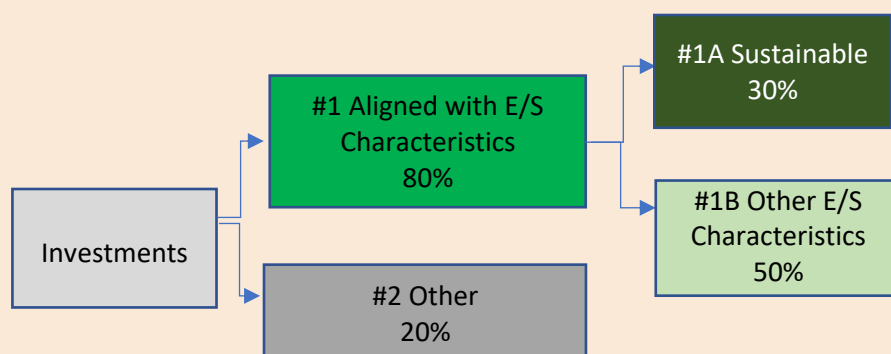 Investments
#1 Aligned with E/S
Characteristics
80%
#2 Other
20%
#1A Sustainable
30%
#1B Other E/S
Characteristics
50%